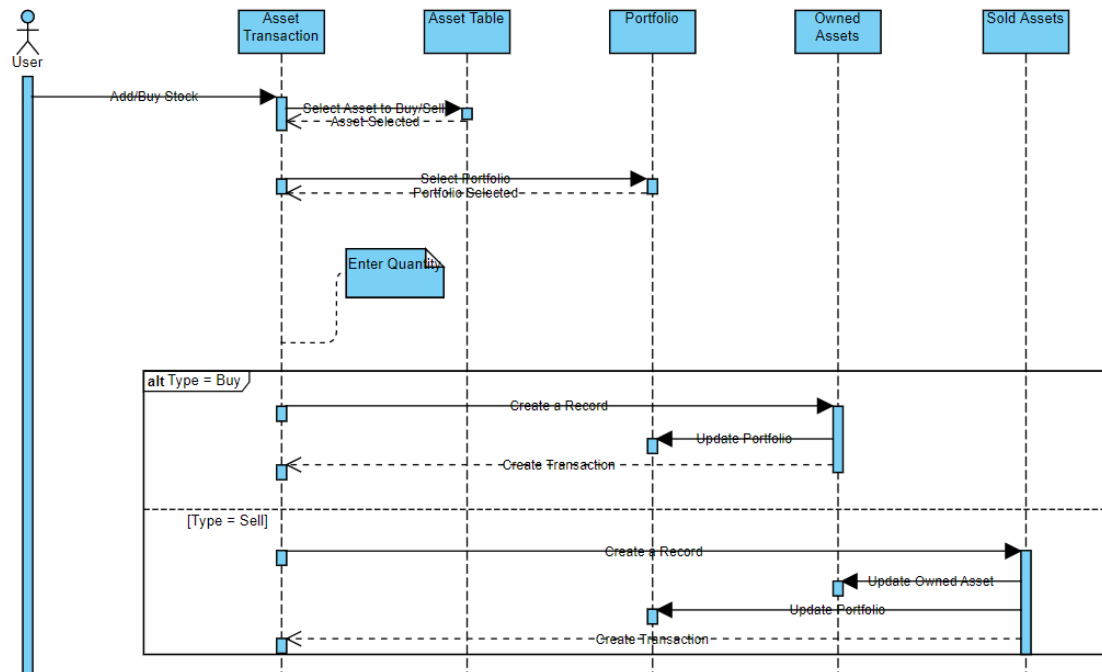 User
Asset
Transaction
Asset Table
Portfolio
Owned
Assets
Sold Assets
Add/Buy Stock
Select Asset to Buy/Sell
Asset Selected
Select Portfolio
Portfolio Selected
Enter Quantity
alt Type = Buy
Create a Record
Update Portfolio
Create Transaction
[Type = Sell]
Create a Record
Update Owned Asset
Update Portfolio
Create Transaction